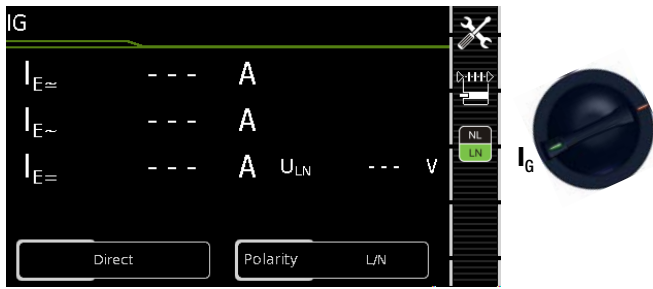 IG
IE≃ --- A
IE~ --- A
IE= --- A ULN --- V
NL
LN
IG
Direct
Polarity L/N